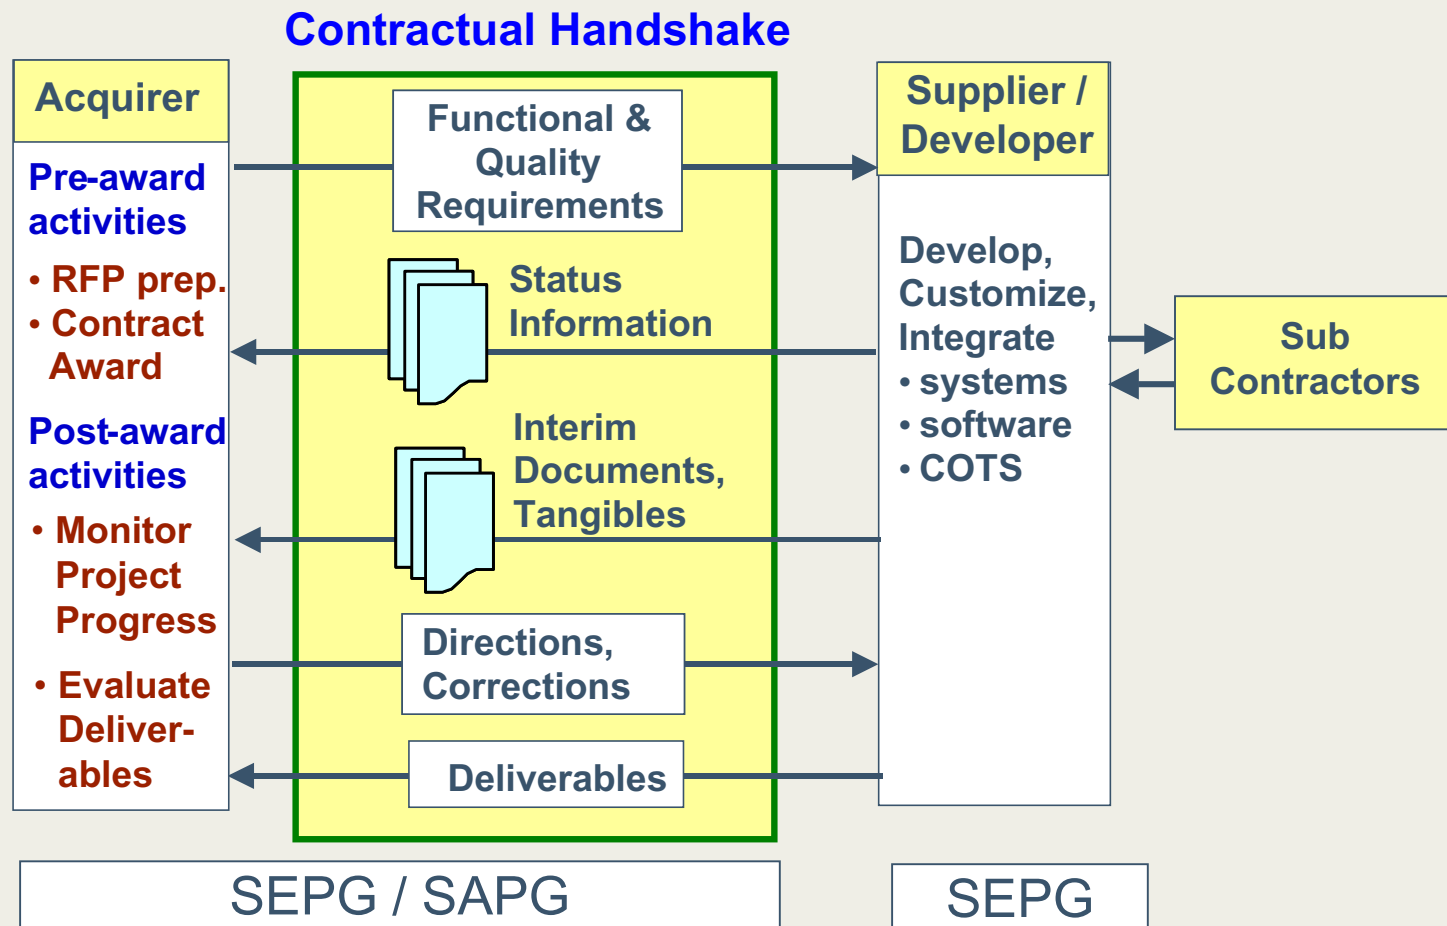 Contractual Handshake
Acquirer
Pre-award
activities
• RFP prep.
• Contract
Award
Post-award
activities
• Monitor
Project
Progress
• Evaluate
Deliver-
ables
Functional &
Quality
Requirements
Status
Information
Interim
Documents,
Tangibles
Directions,
Corrections
Deliverables
Supplier /
Developer
Develop,
Customize,
Integrate
• systems
• software
• COTS
Sub
Contractors
SEPG / SAPG
SEPG